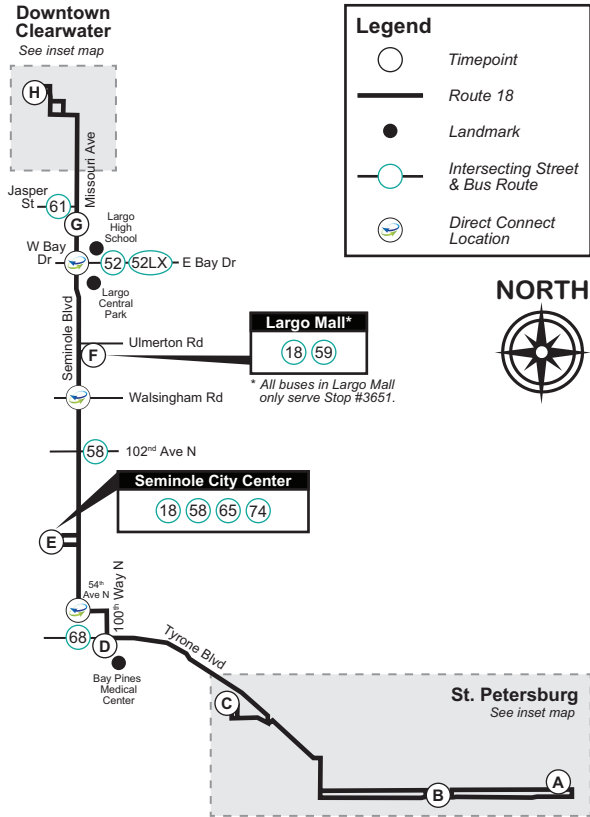 Downtown
Clearwater
See inset map
H
Missouri Ave
Jasper
St
61
G
Largo
High
School
W Bay
Dr
52
52LX
E Bay Dr
Largo
Central
Park
Seminole Blvd
Ulmerton Rd
F
Largo Mall*
18 59
* All buses in Largo Mall
only serve Stop #3651.
Walsingham Rd
58
102nd Ave N
Seminole City Center
18 58 65 74
E
54th
Ave N
100th Way N
68
D
Bay Pines
Medical
Center
Tyrone Blvd
C
St. Petersburg
See inset map
A
B
Legend
Timepoint
Route 18
Landmark
Intersecting Street
& Bus Route
Direct Connect
Location
NORTH